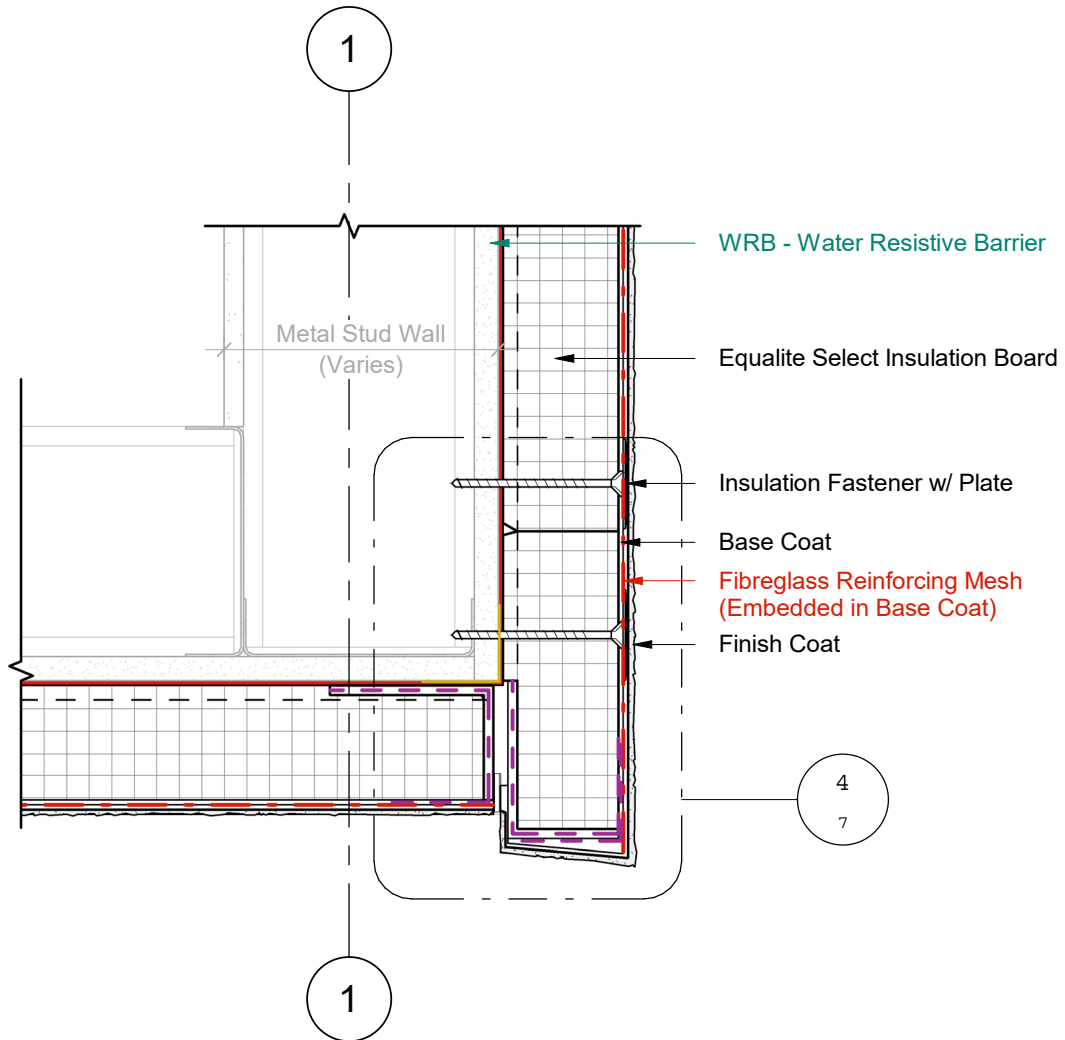 1
WRB - Water Resistive Barrier
Metal Stud Wall
(Varies)
Equalite Select Insulation Board
Insulation Fastener w/ Plate
Base Coat
Fibreglass Reinforcing Mesh
(Embedded in Base Coat)
Finish Coat
4
7
1